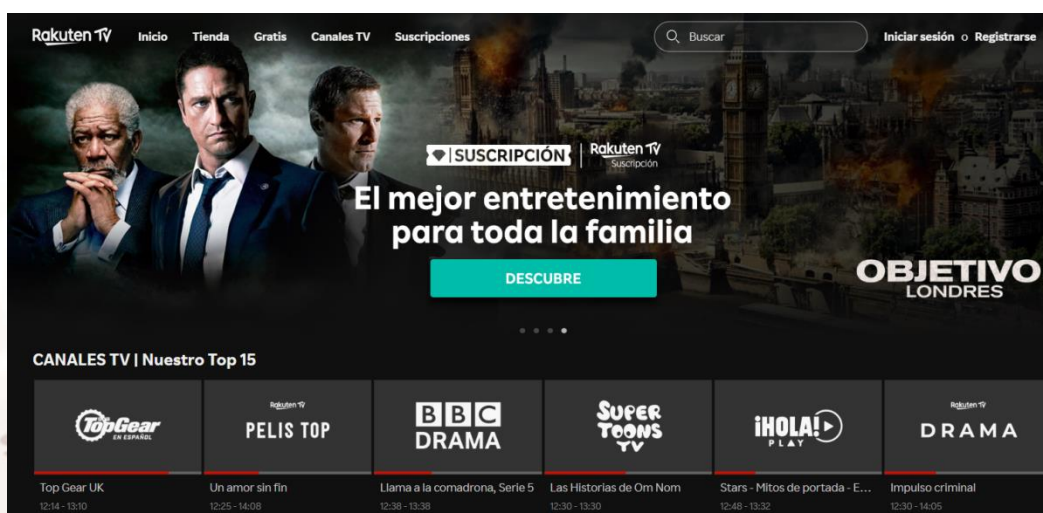 Rakuten TV Inicio Tienda Gratis Canales TV Suscripciones Buscar Iniciar sesión o Registrarse
SUSCRIPCIÓN Rakuten TV
Suscripción
El mejor entretenimiento
para toda la familia
DESCUBRE
OBJETIVO
LONDRES
CANALES TV | Nuestro Top 15
TopGear
EN ESPAÑOL
Rakuten TV
PELIS TOP
BBC
DRAMA
SUPER
TOONS
TV
¡HOLA!
PLAY
Rakuten TV
DRAMA
Top Gear UK Un amor sin fin Llama a la comadrona, Serie 5 Las Historias de Om Nom Stars - Mitos de portada - E... Impulso criminal
12:14 - 13:10 12:25 - 14:08 12:38 - 13:38 12:30 - 13:30 12:48 - 13:32 12:30 - 14:05